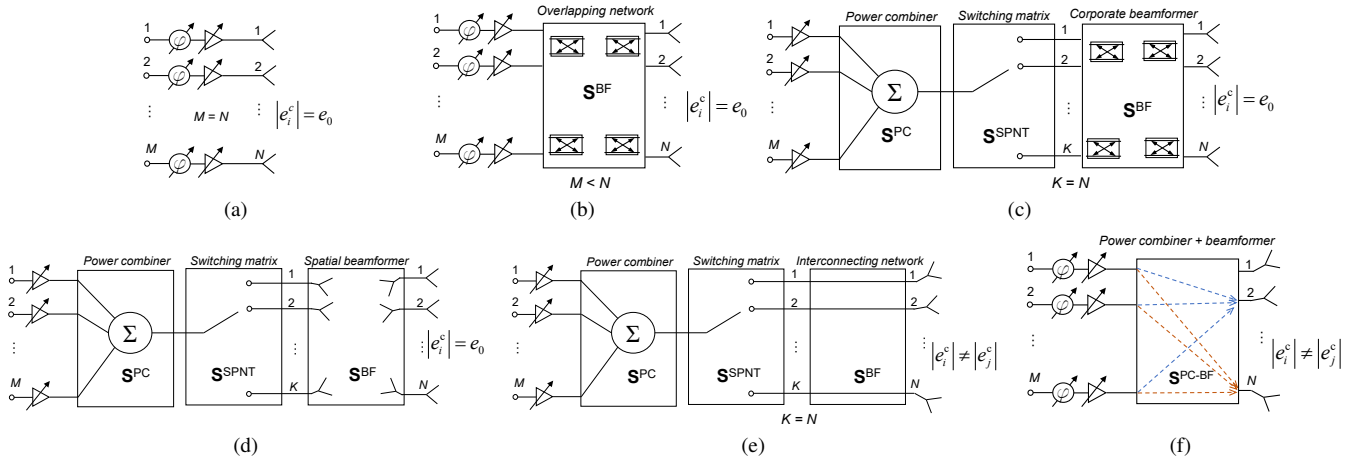 1
φ
N
2
φ
2
⋮
M = N
⋮
|e_i^c| = e_0
M
φ
N
(a)
Overlapping network
1
φ
1
2
φ
2
S^BF
⋮
⋮
|e_i^c| = e_0
M
φ
N
M < N
(b)
Power combiner
Switching matrix
Corporate beamformer
1
1
1
2
2
2
Σ
⋮
⋮
S^BF
⋮
|e_i^c| = e_0
S^PC
S^SPNT
M
K
N
K = N
(c)
Power combiner
Switching matrix
Spatial beamformer
1
1
1
2
2
2
Σ
⋮
⋮
⋮
|e_i^c| = e_0
S^PC
S^SPNT
S^BF
M
K
N
(d)
Power combiner
Switching matrix
Interconnecting network
1
1
1
2
2
2
Σ
⋮
⋮
⋮
|e_i^c| ≠ |e_j^c|
S^PC
S^SPNT
S^BF
M
K
N
K = N
(e)
Power combiner + beamformer
1
φ
1
2
φ
2
⋮
⋮
|e_i^c| ≠ |e_j^c|
S^PC-BF
M
φ
N
(f)